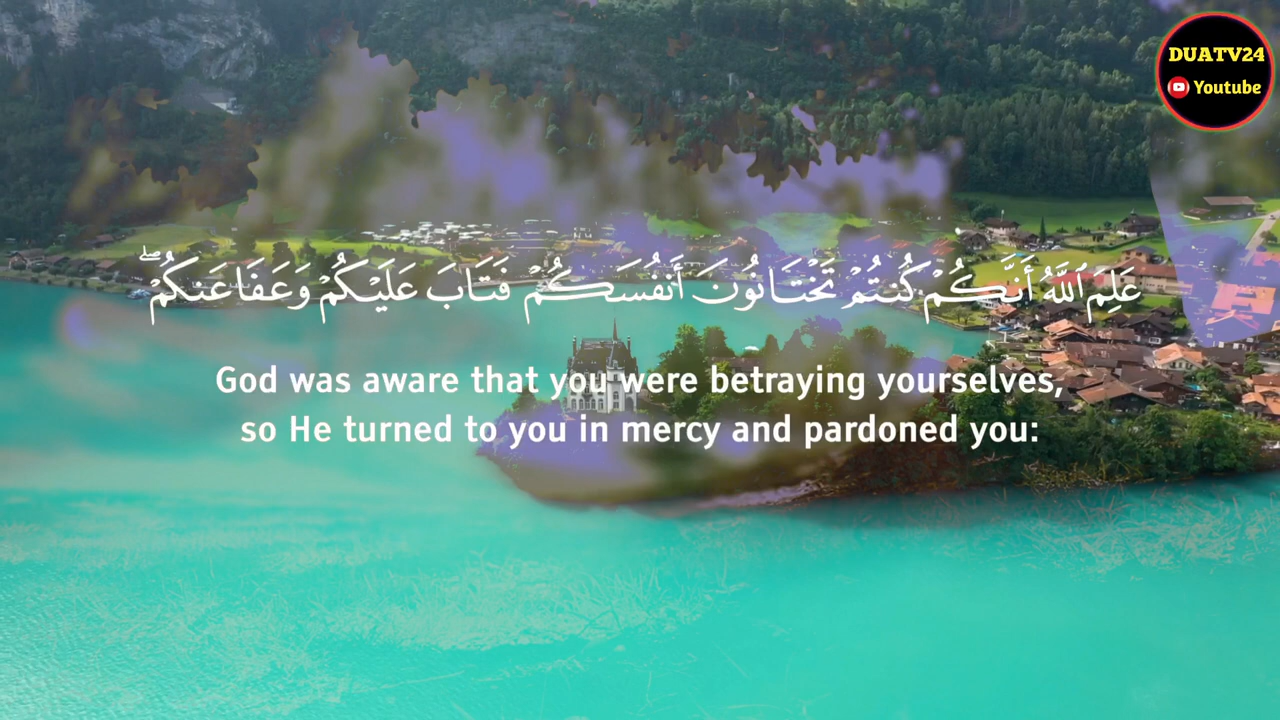 DUATV24
Youtube
عَلِمَ ٱللَّهُ أَنَّكُمْ كُنتُمْ تَخْتَانُونَ أَنفُسَكُمْ فَتَابَ عَلَيْكُمْ وَعَفَا عَنكُمْ ۖ
God was aware that you were betraying yourselves,
so He turned to you in mercy and pardoned you: